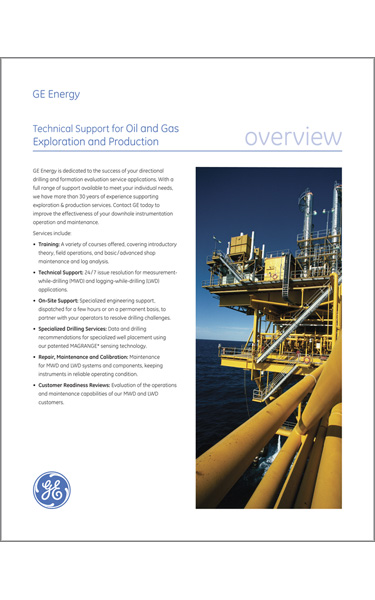 GE Energy
Technical Support for Oil and Gas
Exploration and Production
overview
GE Energy is dedicated to the success of your directional
drilling and formation evaluation service applications. With a
full range of support available to meet your individual needs,
we have more than 30 years of experience supporting
exploration & production services. Contact GE today to
improve the effectiveness of your downhole instrumentation
operation and maintenance.
Services include:
• Training: A variety of courses offered, covering introductory
theory, field operations, and basic/advanced shop
maintenance and log analysis.
• Technical Support: 24/7 issue resolution for measurement-
while-drilling (MWD) and logging-while-drilling (LWD)
applications.
• On-Site Support: Specialized engineering support,
dispatched for a few hours or on a permanent basis, to
partner with your operators to resolve drilling challenges.
• Specialized Drilling Services: Data and drilling
recommendations for specialized well placement using
our patented MAGRANGE* sensing technology.
• Repair, Maintenance and Calibration: Maintenance
for MWD and LWD systems and components, keeping
instruments in reliable operating condition.
• Customer Readiness Reviews: Evaluation of the operations
and maintenance capabilities of our MWD and LWD
customers.
GE